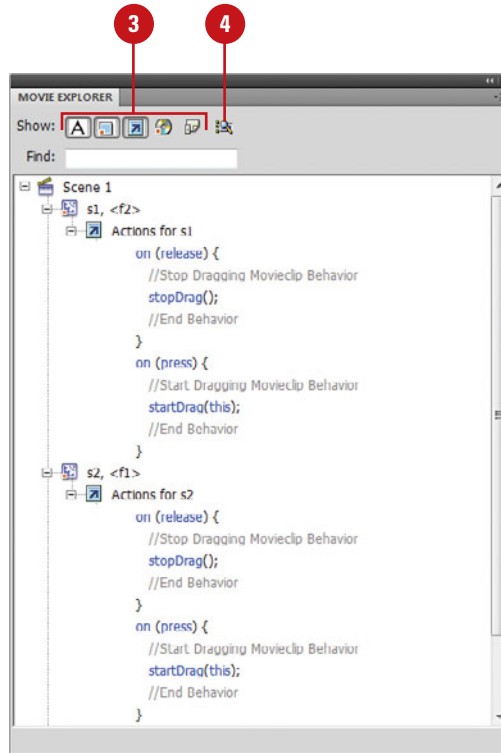 3 4
MOVIE EXPLORER
Show: A
Find:
Scene 1
s1, <f2>
Actions for s1
on (release) {
//Stop Dragging Movieclip Behavior
stopDrag();
//End Behavior
}
on (press) {
//Start Dragging Movieclip Behavior
startDrag(this);
//End Behavior
}
s2, <f1>
Actions for s2
on (release) {
//Stop Dragging Movieclip Behavior
stopDrag();
//End Behavior
}
on (press) {
//Start Dragging Movieclip Behavior
startDrag(this);
//End Behavior
}